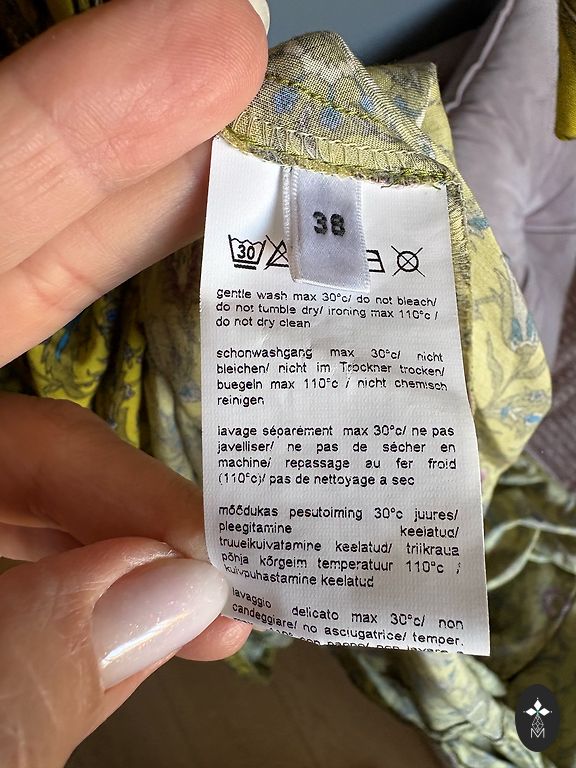 38
30
gentle wash max 30°c/ do not bleach/
do not tumble dry/ ironing max 110°c/
do not dry clean
schonwashgang max 30°c/ nicht
bleichen/ nicht im Trockner trocken/
buegeln max 110°c / nicht chemisch
reinigen
lavage séparément max 30°c/ ne pas
javelliser/ ne pas de sécher en
machine/ repassage au fer froid
(110°c)/ pas de nettoyage a sec
mõõdukas pesutoiming 30°c juures/
pleegitamine keelatud/
truueikuivatamine keelatud/ triikraua
põhja kõrgeim temperatuur 110°c ;
kuivpuhastamine keelatud
lavaggio delicato max 30°c/ non
candeggiare/ no asciugatrice/ temper.
M